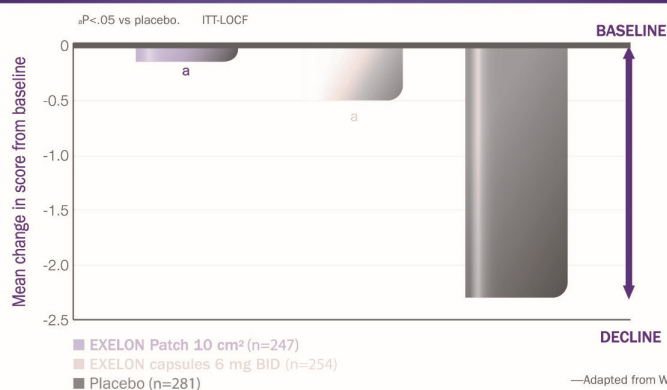 aP<.05 vs placebo. ITT-LOCF
BASELINE
0
a
a
-0.5
-1.0
-1.5
-2.0
-2.5
Mean change in score from baseline
DECLINE
EXELON Patch 10 cm² (n=247)
EXELON capsules 6 mg BID (n=254)
Placebo (n=281)
—Adapted from W